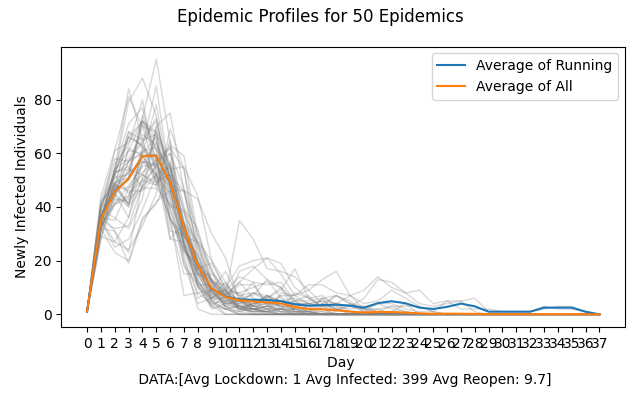 Epidemic Profiles for 50 Epidemics
Average of Running
Average of All
Newly Infected Individuals
80
60
40
20
0
0 1 2 3 4 5 6 7 8 9 10 11 12 13 14 15 16 17 18 19 20 21 22 23 24 25 26 27 28 29 30 31 32 33 34 35 36 37
Day
DATA:[Avg Lockdown: 1 Avg Infected: 399 Avg Reopen: 9.7]